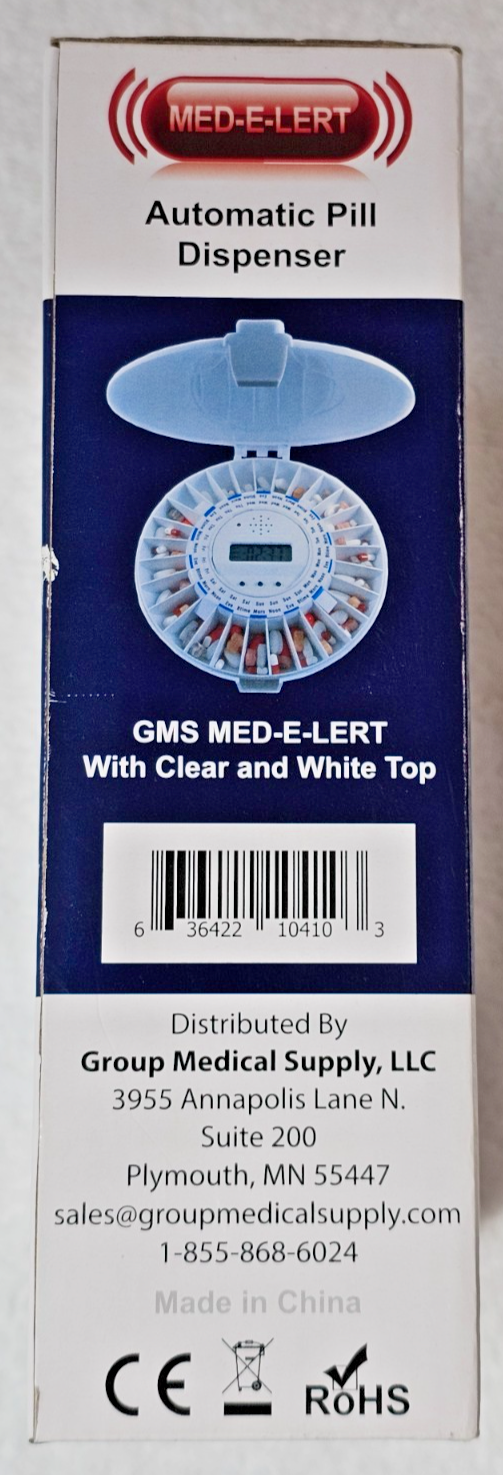 MED-E-LERT
Automatic Pill
Dispenser
GMS MED-E-LERT
With Clear and White Top
6 36422 10410 3
Distributed By
Group Medical Supply, LLC
3955 Annapolis Lane N.
Suite 200
Plymouth, MN 55447
sales@groupmedicalsupply.com
1-855-868-6024
Made in China
CE RoHS